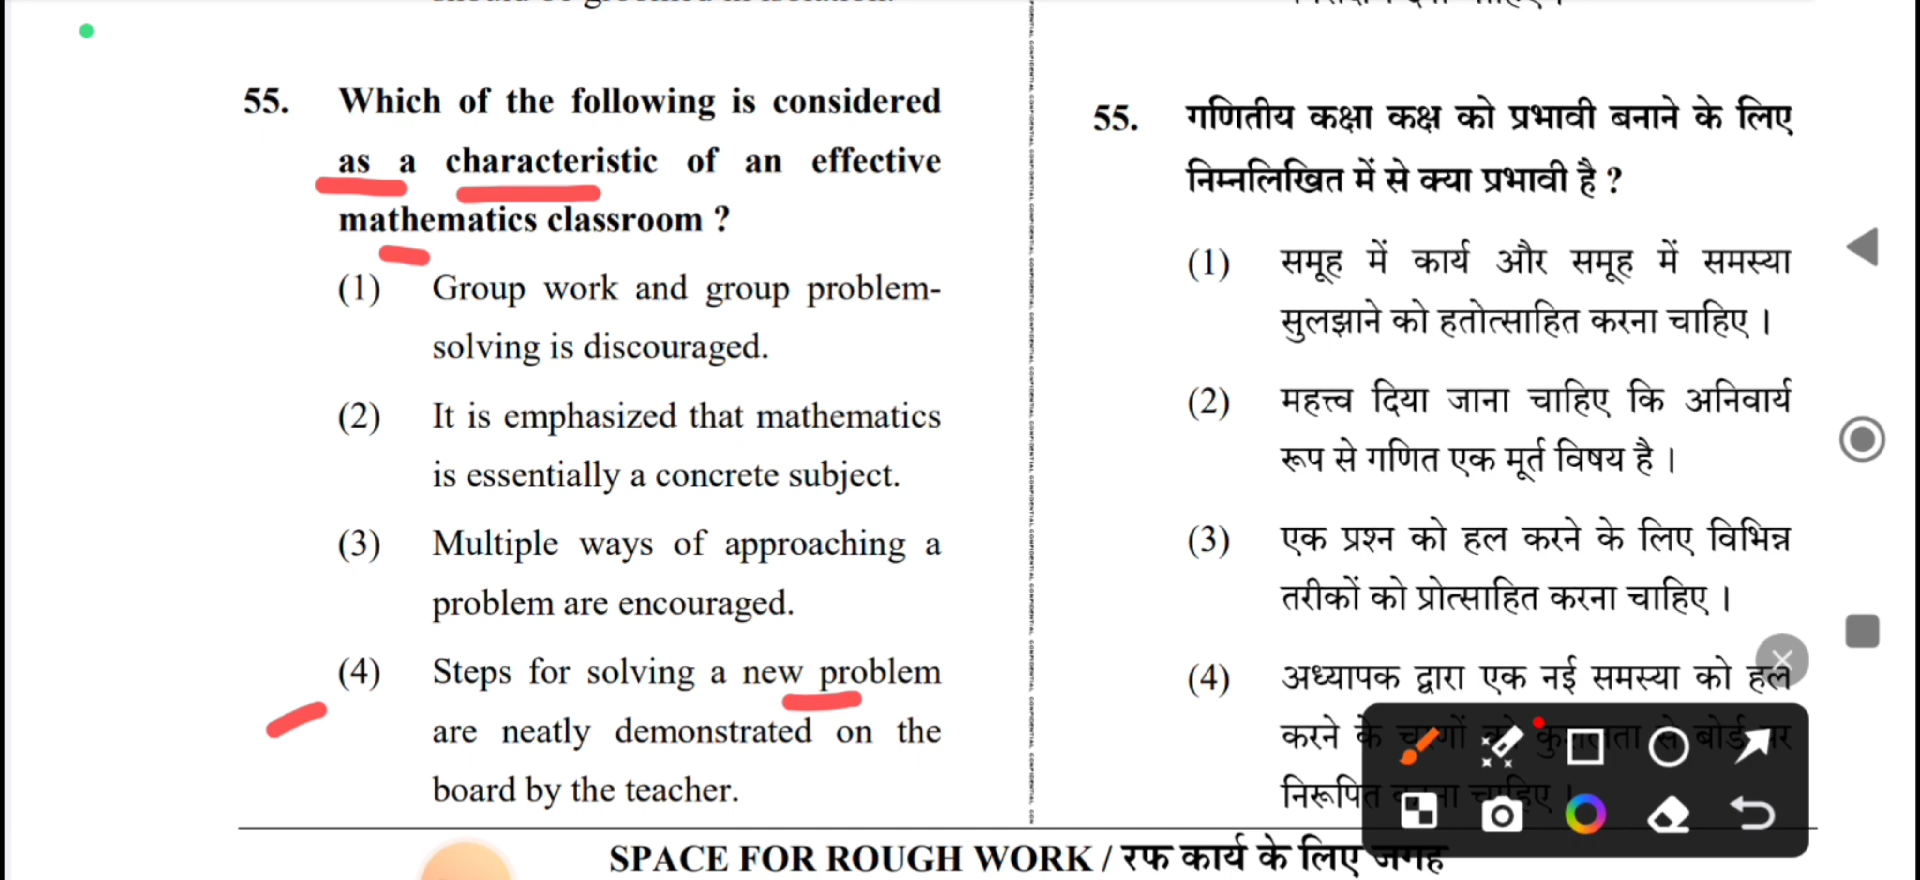 55. Which of the following is considered
as a characteristic of an effective
mathematics classroom ?
(1) Group work and group problem-
solving is discouraged.
(2) It is emphasized that mathematics
is essentially a concrete subject.
(3) Multiple ways of approaching a
problem are encouraged.
(4) Steps for solving a new problem
are neatly demonstrated on the
board by the teacher.
55. गणितीय कक्षा कक्ष को प्रभावी बनाने के लिए
निम्नलिखित में से क्या प्रभावी है ?
(1) समूह में कार्य और समूह में समस्या
सुलझाने को हतोत्साहित करना चाहिए ।
(2) महत्त्व दिया जाना चाहिए कि अनिवार्य
रूप से गणित एक मूर्त विषय है ।
(3) एक प्रश्न को हल करने के लिए विभिन्न
तरीकों को प्रोत्साहित करना चाहिए ।
(4) अध्यापक द्वारा एक नई समस्या को हल
करने के चरणों को कुशलता से बोर्ड पर
निरूपित करना चाहिए ।
SPACE FOR ROUGH WORK / रफ कार्य के लिए जगह